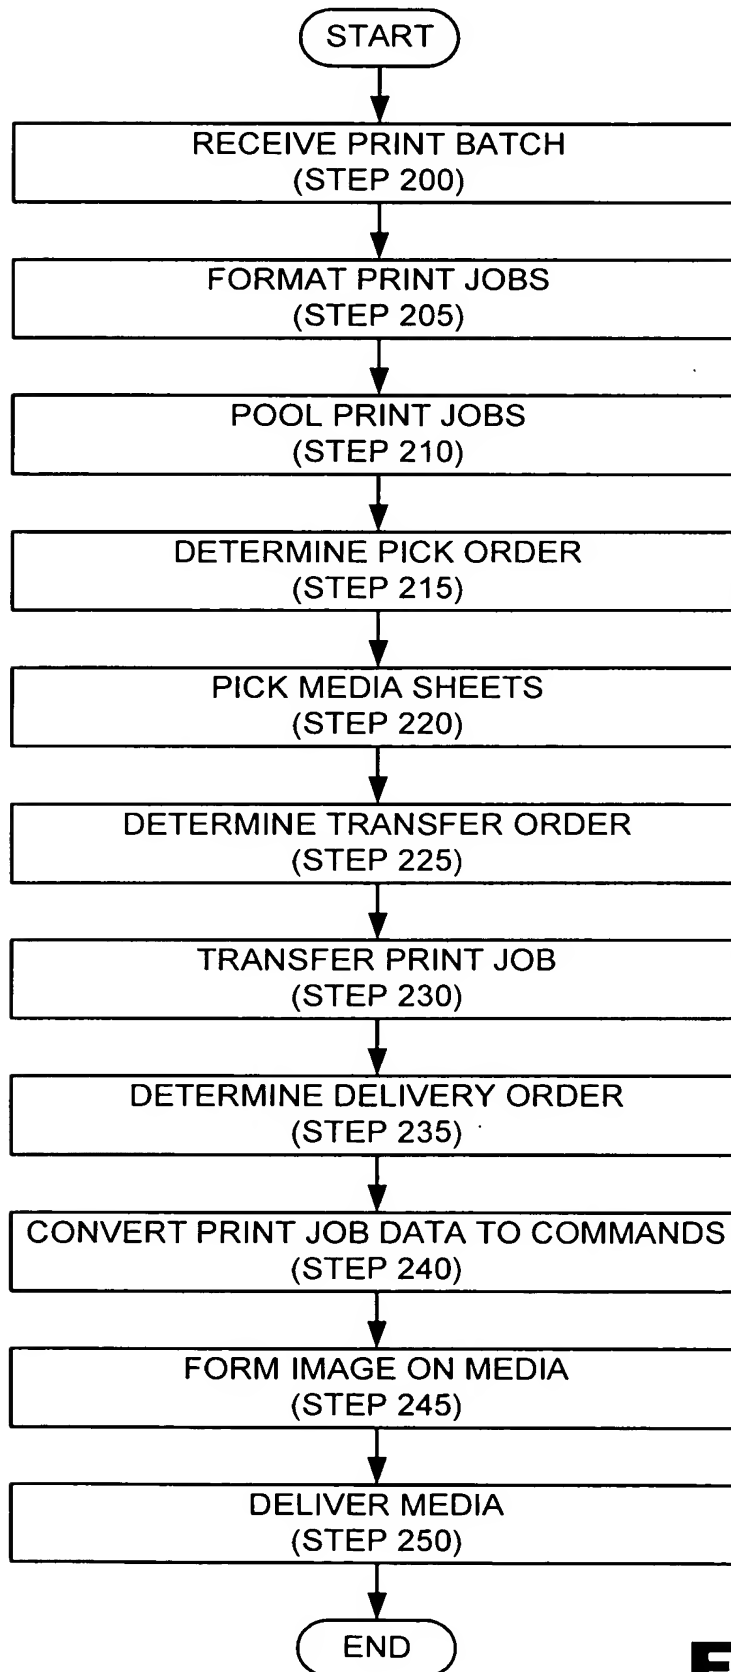 START
RECEIVE PRINT BATCH
(STEP 200)
FORMAT PRINT JOBS
(STEP 205)
POOL PRINT JOBS
(STEP 210)
DETERMINE PICK ORDER
(STEP 215)
PICK MEDIA SHEETS
(STEP 220)
DETERMINE TRANSFER ORDER
(STEP 225)
TRANSFER PRINT JOB
(STEP 230)
DETERMINE DELIVERY ORDER
(STEP 235)
CONVERT PRINT JOB DATA TO COMMANDS
(STEP 240)
FORM IMAGE ON MEDIA
(STEP 245)
DELIVER MEDIA
(STEP 250)
END